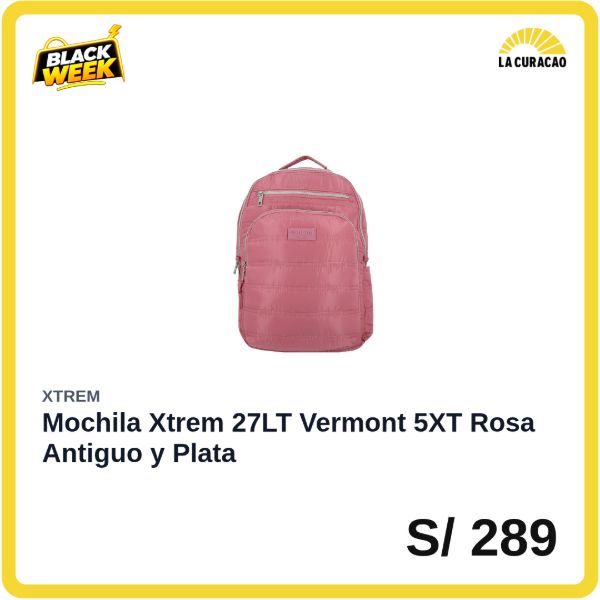 BLACK
WEEK
LA CURACAO
XTREM
Mochila Xtrem 27LT Vermont 5XT Rosa
Antiguo y Plata
S/ 289